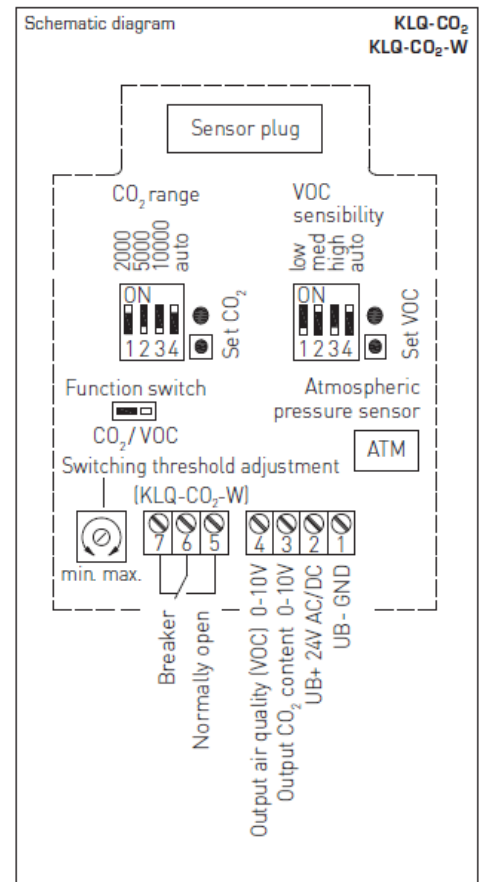 Schematic diagram
KLQ-CO₂
KLQ-CO₂-W
Sensor plug
CO₂ range
2000
5000
10000
auto
ON
1 2 3 4
Set CO₂
VOC
sensibility
low
med
high
auto
ON
1 2 3 4
Set VOC
Function switch
CO₂/ VOC
Atmospheric
pressure sensor
ATM
Switching threshold adjustment
(KLQ-CO₂-W)
min. max.
7 6 5
4 3 2 1
Breaker
Normally open
Output air quality (VOC) 0-10V
Output CO₂ content 0-10V
UB+ 24V AC/DC
UB- GND